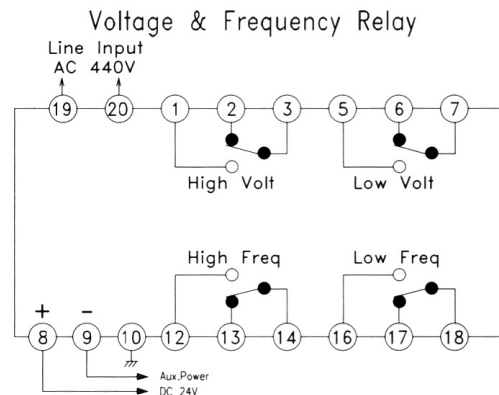 Voltage & Frequency Relay
Line Input
AC 440V
19 20 1 2 3 5 6 7
High Volt Low Volt
High Freq Low Freq
+ -
8 9 10 12 13 14 16 17 18
Aux.Power
DC 24V